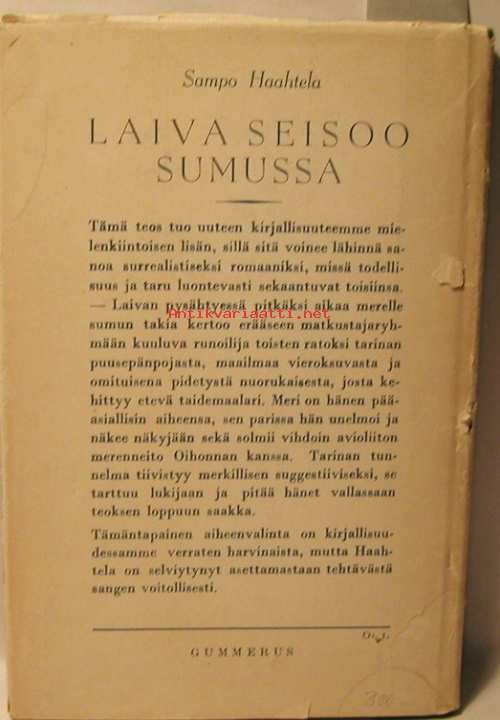 Sampo Haahtela
LAIVA SEISOO
SUMUSSA
Tämä teos tuo uuteen kirjallisuuteemme mie-
lenkiintoisen lisän, sillä sitä voinee lähinnä sa-
noa surrealistiseksi romaaniksi, missä todelli-
suus ja taru luontevasti sekaantuvat toisiinsa.
— Laivan pysähtyessä pitkäksi aikaa merelle
Antikvariaatti.net
sumun takia kertoo erääseen matkustajaryh-
mään kuuluva runoilija toisten ratoksi tarinan
puusepänpojasta, maailmaa vieroksuvasta ja
omituisena pidetystä nuorukaisesta, josta ke-
hittyy etevä taidemaalari. Meri on hänen pää-
asiallisin aiheensa, sen parissa hän unelmoi ja
näkee näkyjään sekä solmii vihdoin avioliiton
merenneito Oihonnan kanssa. Tarinan tun-
nelma tiivistyy merkillisen suggestiiviseksi, se
tarttuu lukijaan ja pitää hänet vallassaan
teoksen loppuun saakka.
Tämäntapainen aiheenvalinta on kirjallisuu-
dessamme verraten harvinaista, mutta Haah-
tela on selviytynyt asettamastaan tehtävästä
sangen voitollisesti.
GUMMERUS